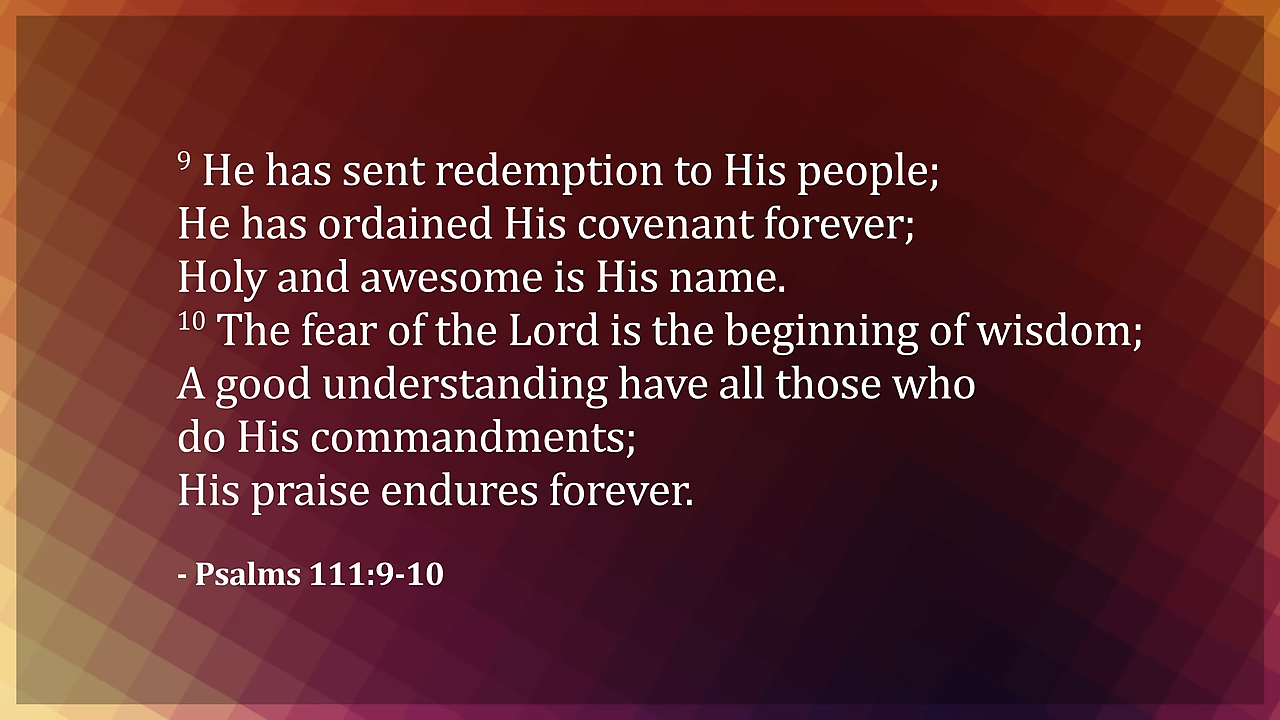 9 He has sent redemption to His people;
He has ordained His covenant forever;
Holy and awesome is His name.
10 The fear of the Lord is the beginning of wisdom;
A good understanding have all those who
do His commandments;
His praise endures forever.
- Psalms 111:9-10